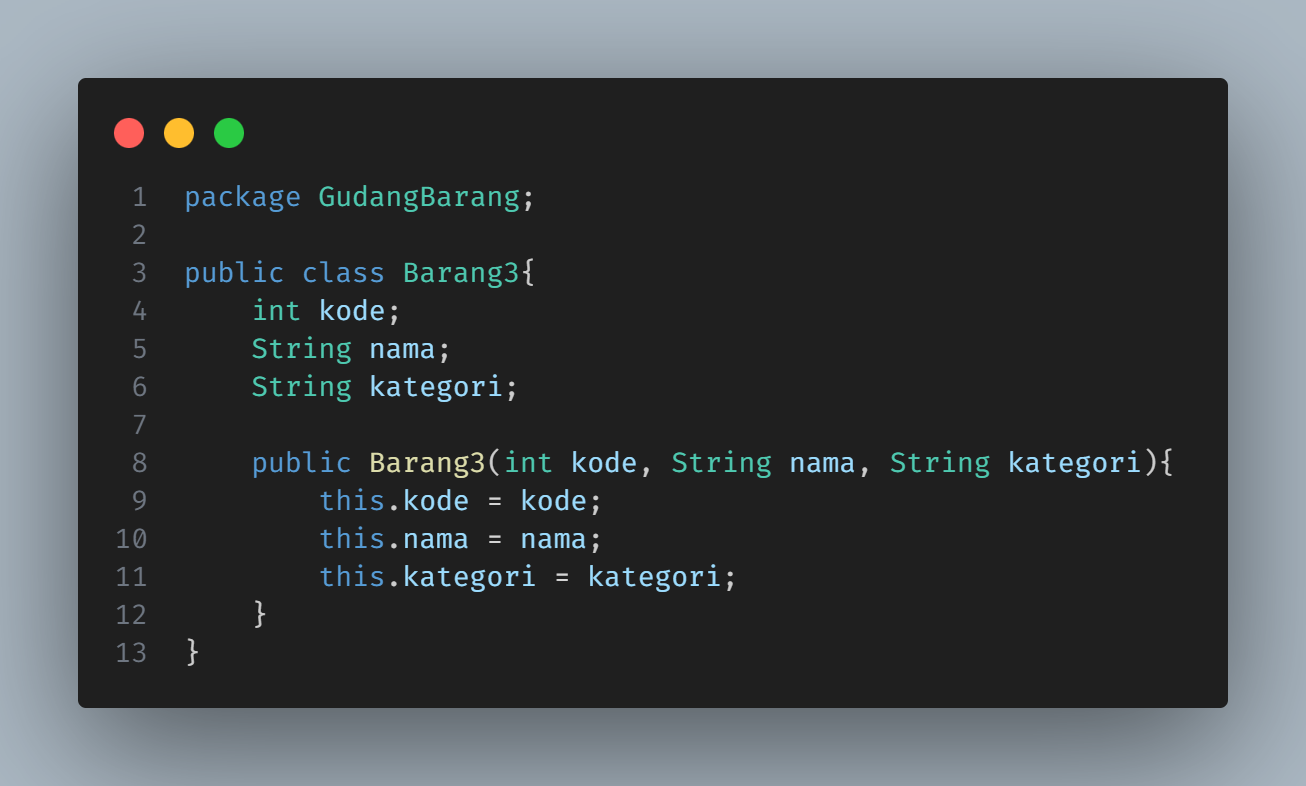 1 package GudangBarang;
2
3 public class Barang3{
4     int kode;
5     String nama;
6     String kategori;
7
8     public Barang3(int kode, String nama, String kategori){
9         this.kode = kode;
10         this.nama = nama;
11         this.kategori = kategori;
12     }
13 }